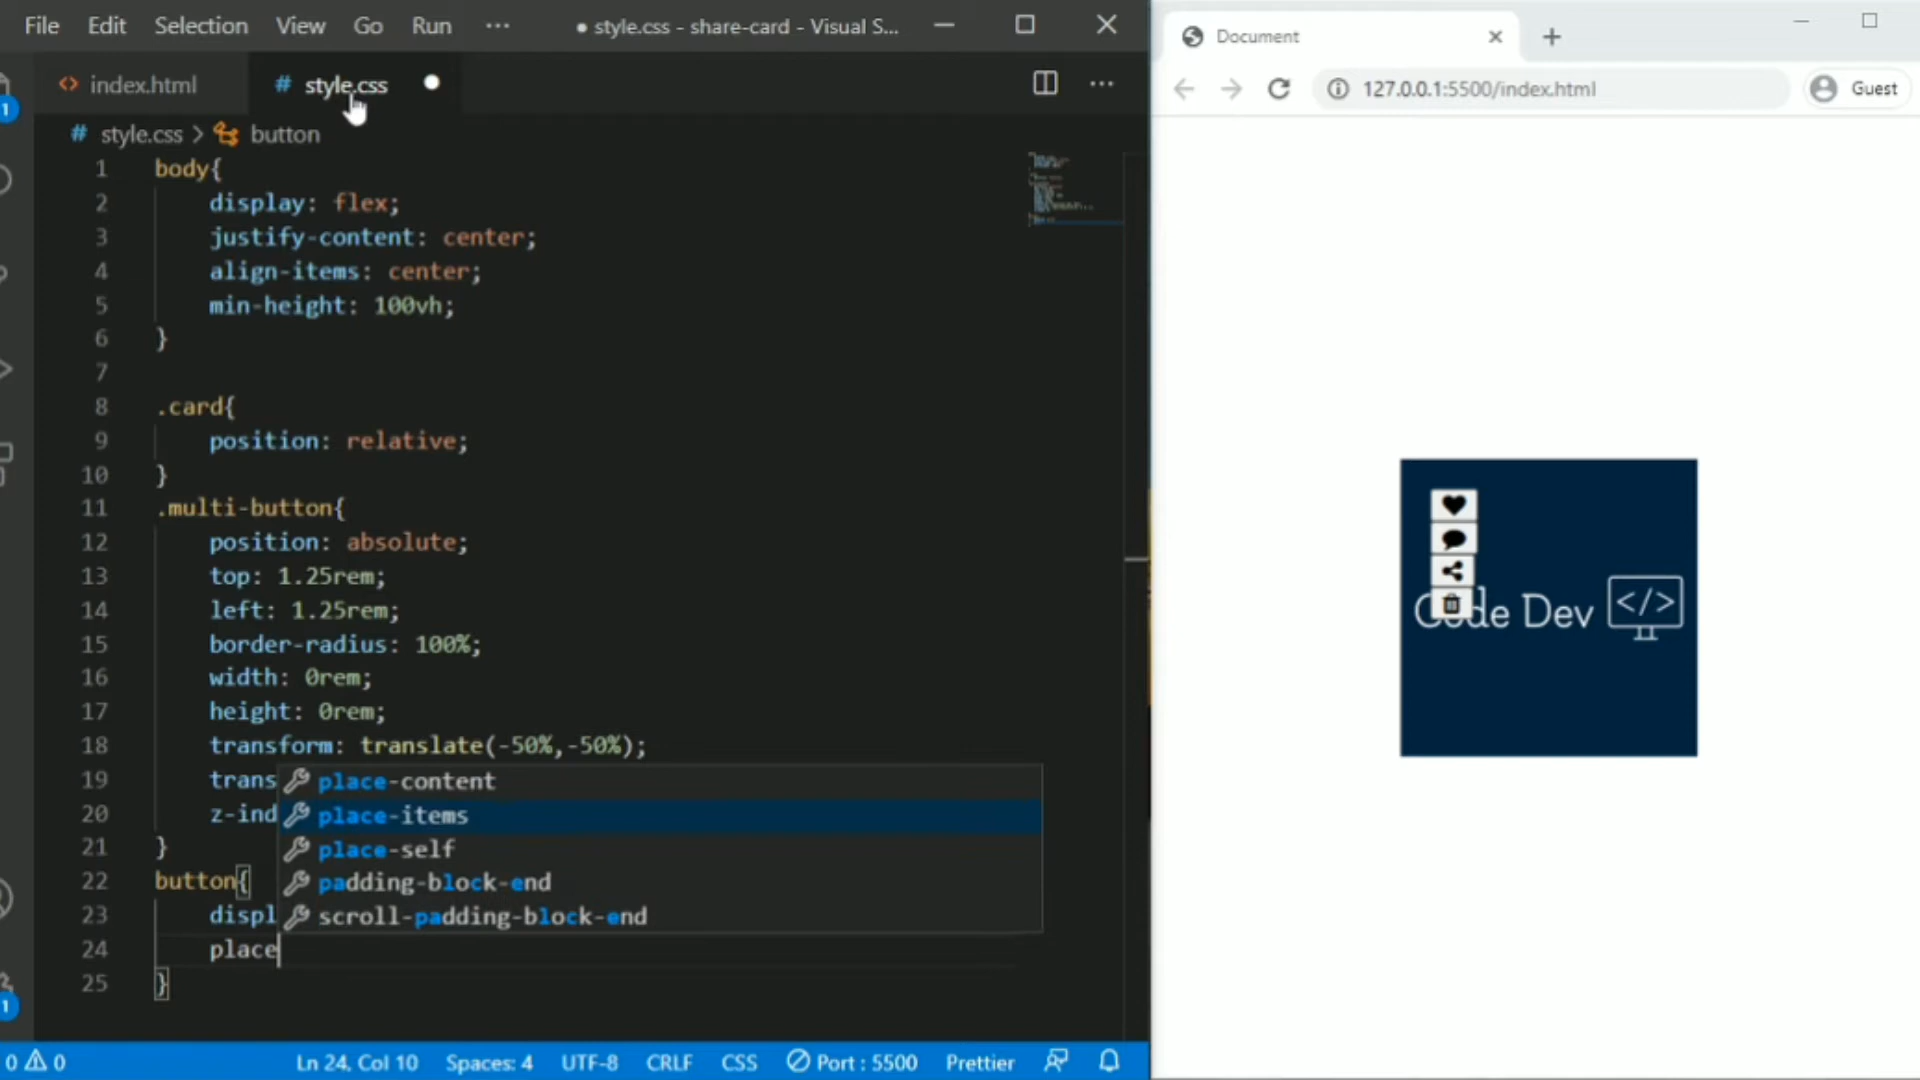 File Edit Selection View Go Run ··· ● style.css - share-card - Visual S...
index.html # style.css
# style.css > button
1 body{
2 display: flex;
3 justify-content: center;
4 align-items: center;
5 min-height: 100vh;
6 }
7
8 .card{
9 position: relative;
10 }
11 .multi-button{
12 position: absolute;
13 top: 1.25rem;
14 left: 1.25rem;
15 border-radius: 100%;
16 width: 0rem;
17 height: 0rem;
18 transform: translate(-50%,-50%);
19 trans
20 z-ind
21 }
22 button{
23 displ
24 place
25 }
place-content
place-items
place-self
padding-block-end
scroll-padding-block-end
0 0 Ln 24, Col 10 Spaces: 4 UTF-8 CRLF CSS Port : 5500 Prettier
1
1
Document
127.0.0.1:5500/index.html Guest
Code Dev </>